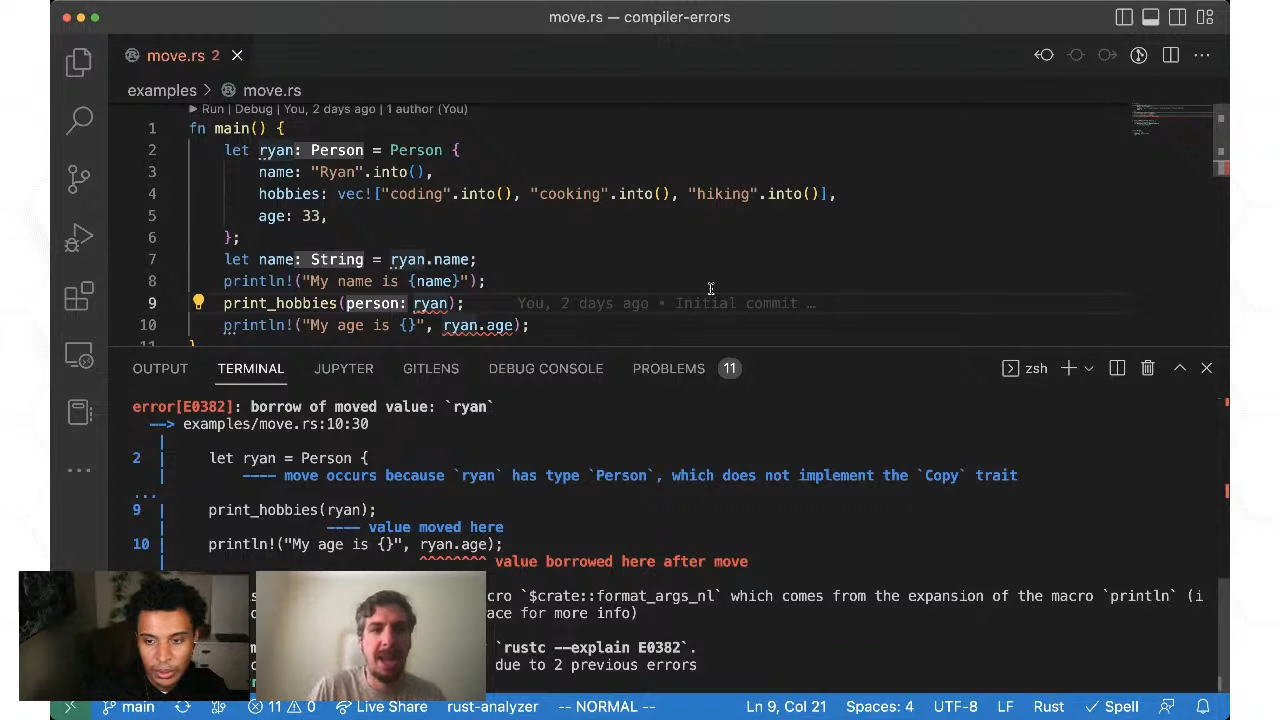 move.rs — compiler-errors
move.rs 2
examples > move.rs
Run | Debug | You, 2 days ago | 1 author (You)
1 fn main() {
2 let ryan: Person = Person {
3 name: "Ryan".into(),
4 hobbies: vec!["coding".into(), "cooking".into(), "hiking".into()],
5 age: 33,
6 };
7 let name: String = ryan.name;
8 println!("My name is {name}");
9 print_hobbies(person: ryan); You, 2 days ago • Initial commit …
10 println!("My age is {}", ryan.age);
11 }
OUTPUT TERMINAL JUPYTER GITLENS DEBUG CONSOLE PROBLEMS 11 zsh
error[E0382]: borrow of moved value: `ryan`
--> examples/move.rs:10:30
|
2 | let ryan = Person {
| ---- move occurs because `ryan` has type `Person`, which does not implement the `Copy` trait
...
9 | print_hobbies(ryan);
| ---- value moved here
10 | println!("My age is {}", ryan.age);
^^^^^^^^ value borrowed here after move
cro `$crate::format_args_nl` which comes from the expansion of the macro `println` (i
ace for more info)
`rustc --explain E0382`.
due to 2 previous errors
main 11 0 Live Share rust-analyzer -- NORMAL -- Ln 9, Col 21 Spaces: 4 UTF-8 LF Rust Spell